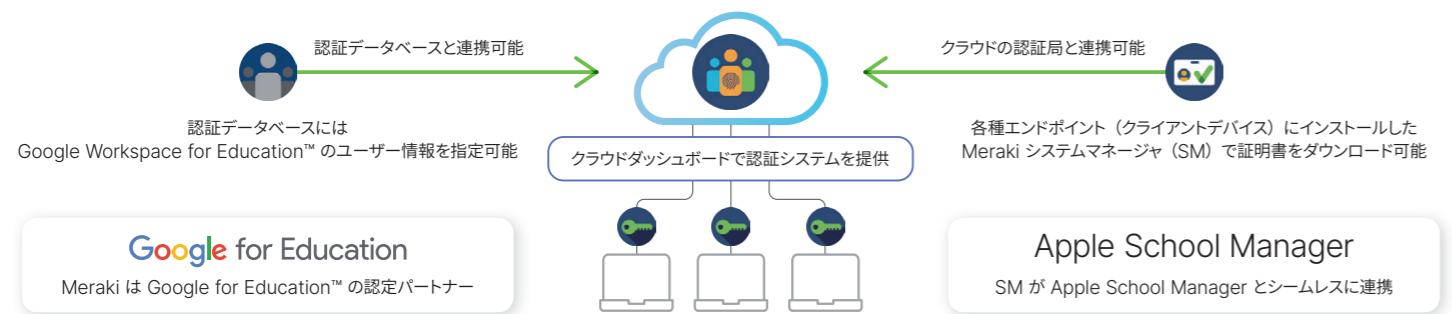 認証データベースと連携可能
クラウドの認証局と連携可能
認証データベースには
Google Workspace for Education™ のユーザー情報を指定可能
クラウドダッシュボードで認証システムを提供
各種エンドポイント（クライアントデバイス）にインストールした
Meraki システムマネージャ（SM）で証明書をダウンロード可能
Google for Education
Meraki は Google for Education™ の認定パートナー
Apple School Manager
SM が Apple School Manager とシームレスに連携